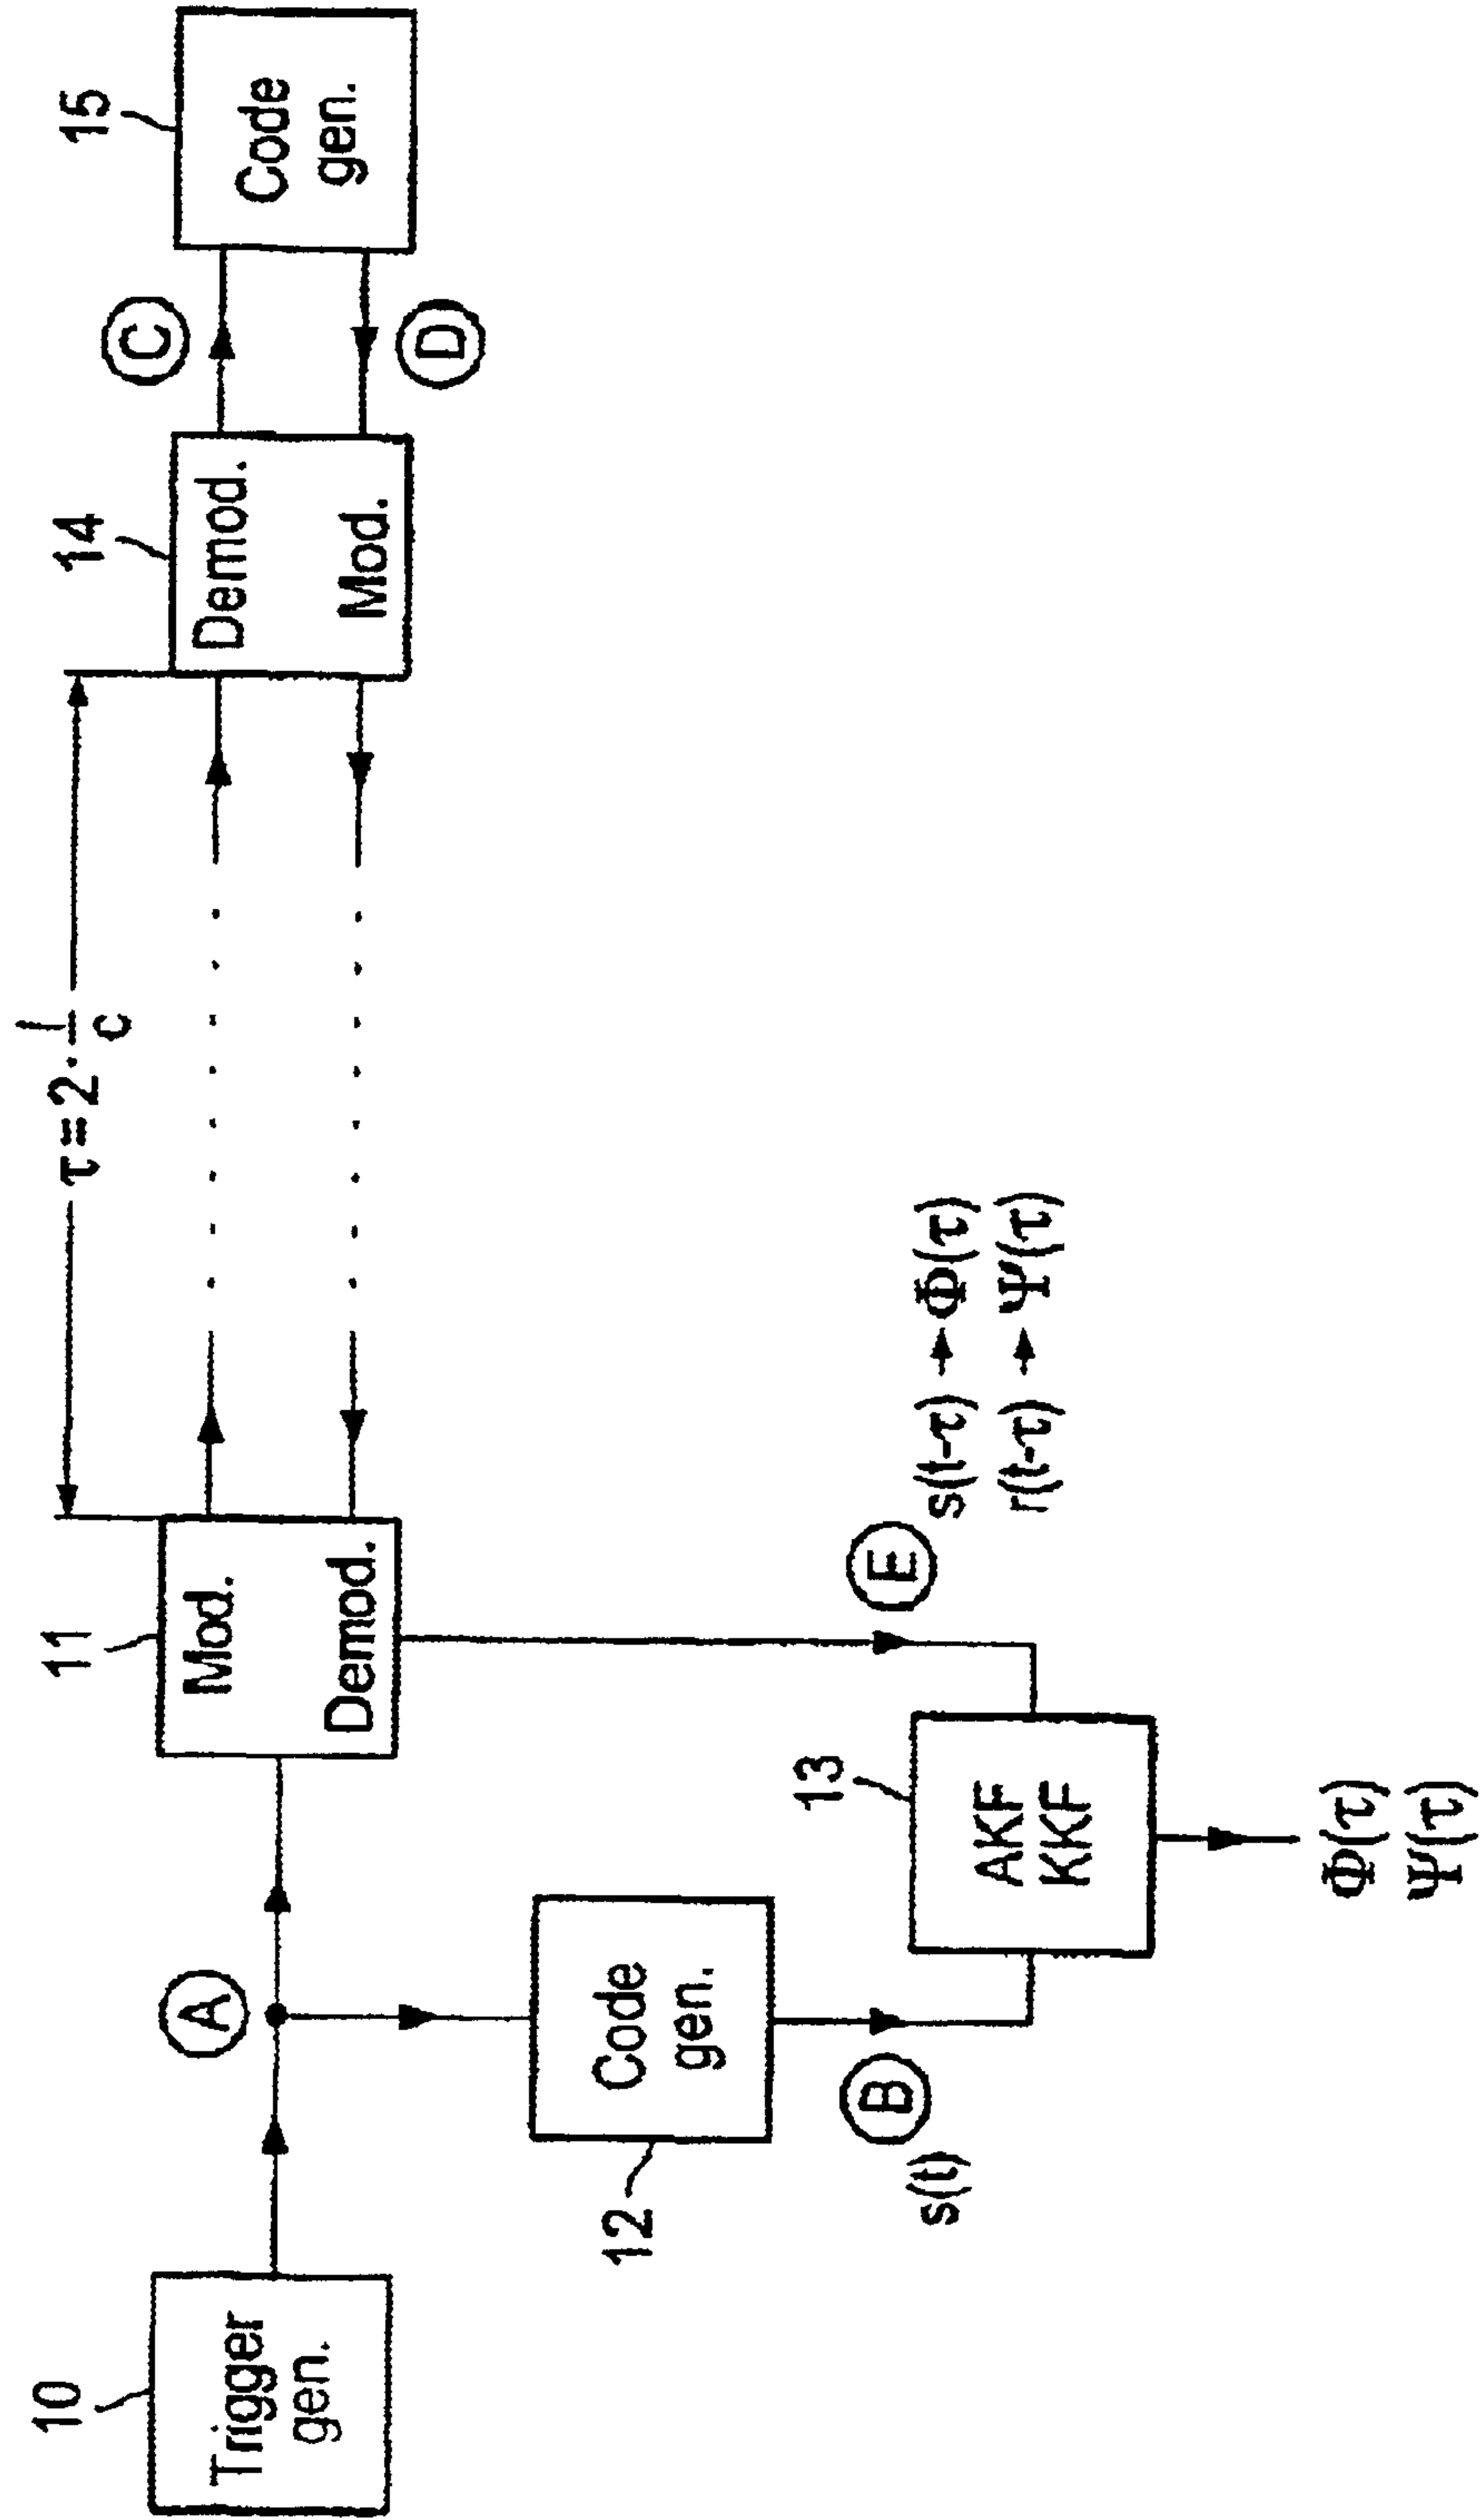 10
Trigger
gen.
A
11
Mod.
Demod.
τ=2·l/c
14
Demod.
Mod.
C
D
15
Code
gen.
12
Code
gen.
B
s(t)
13
AKF
KKF
E
s(t-τ) → Φ(τ)
r(t-τ) → Ψ(τ)
Φ(τ)
Ψ(τ)